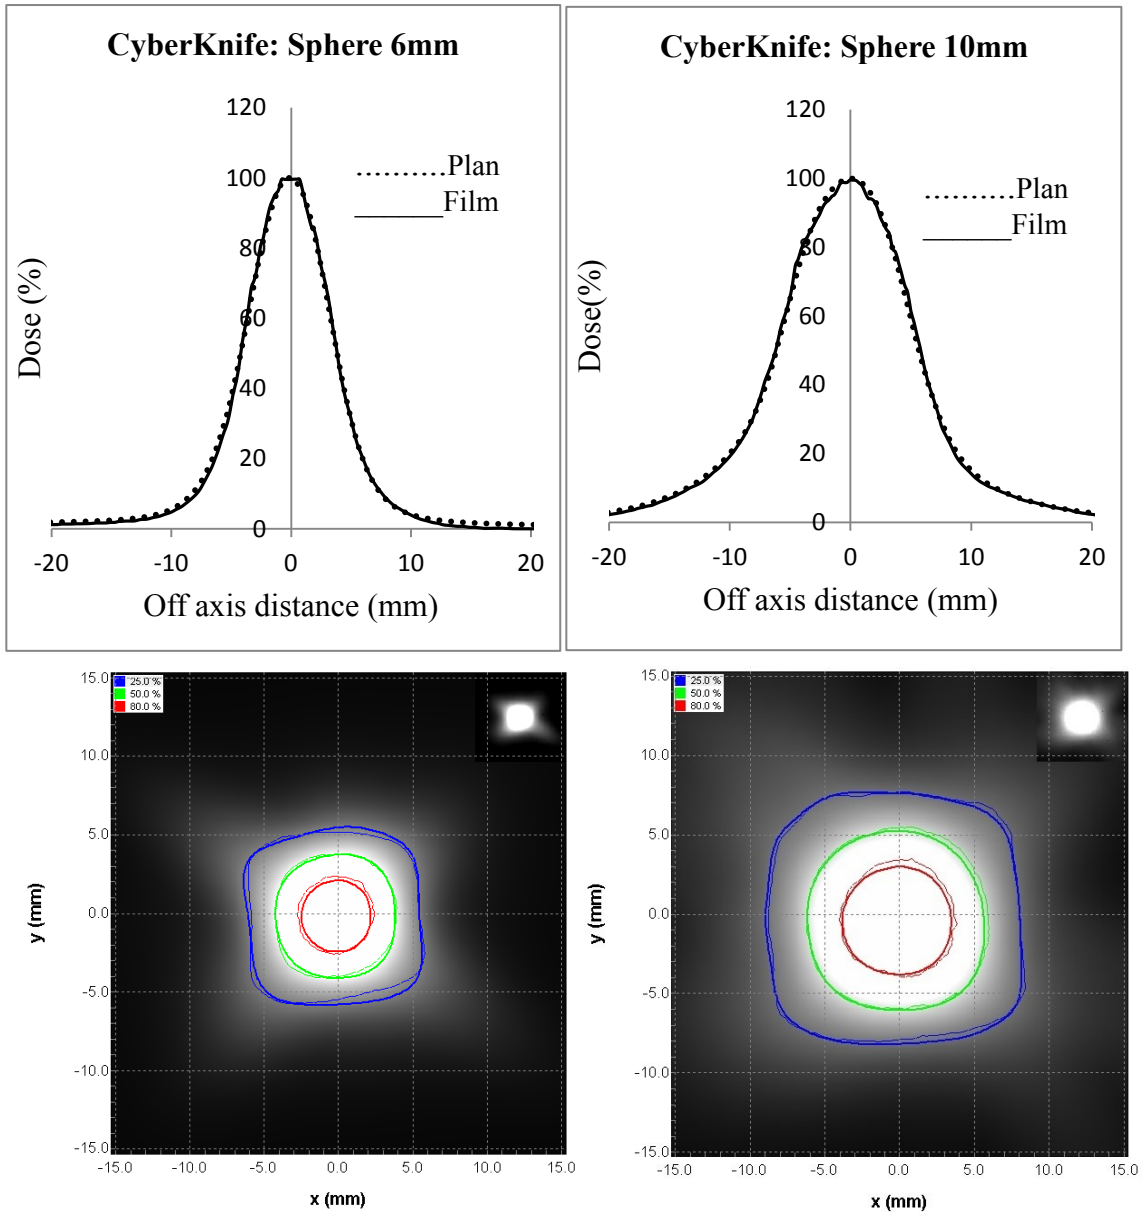 CyberKnife: Sphere 6mm
120
100
80
60
40
20
0
-20 -10 0 10 20
Dose (%)
Off axis distance (mm)
..........Plan
_______Film
CyberKnife: Sphere 10mm
120
100
80
60
40
20
0
-20 -10 0 10 20
Dose(%)
Off axis distance (mm)
..........Plan
_______Film
25.0 %
50.0 %
80.0 %
15.0
10.0
5.0
0.0
-5.0
-10.0
-15.0
-15.0 -10.0 -5.0 0.0 5.0 10.0 15.0
y (mm)
x (mm)
25.0 %
50.0 %
80.0 %
15.0
10.0
5.0
0.0
-5.0
-10.0
-15.0
-15.0 -10.0 -5.0 0.0 5.0 10.0 15.0
y (mm)
x (mm)